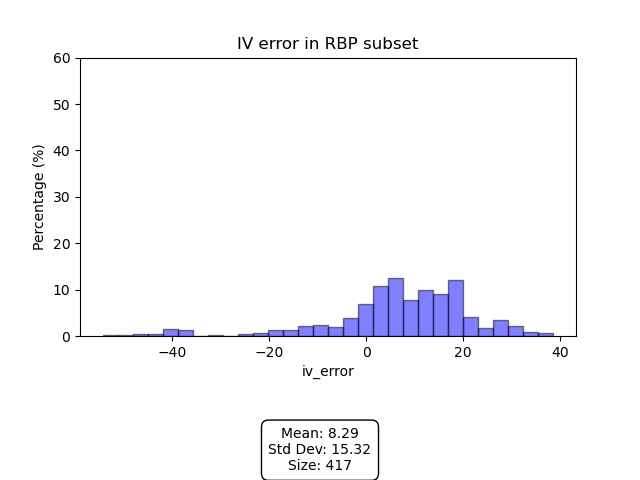 IV error in RBP subset
60
50
40
30
20
10
0
Percentage (%)
−40
−20
0
20
40
iv_error
Mean: 8.29
Std Dev: 15.32
Size: 417